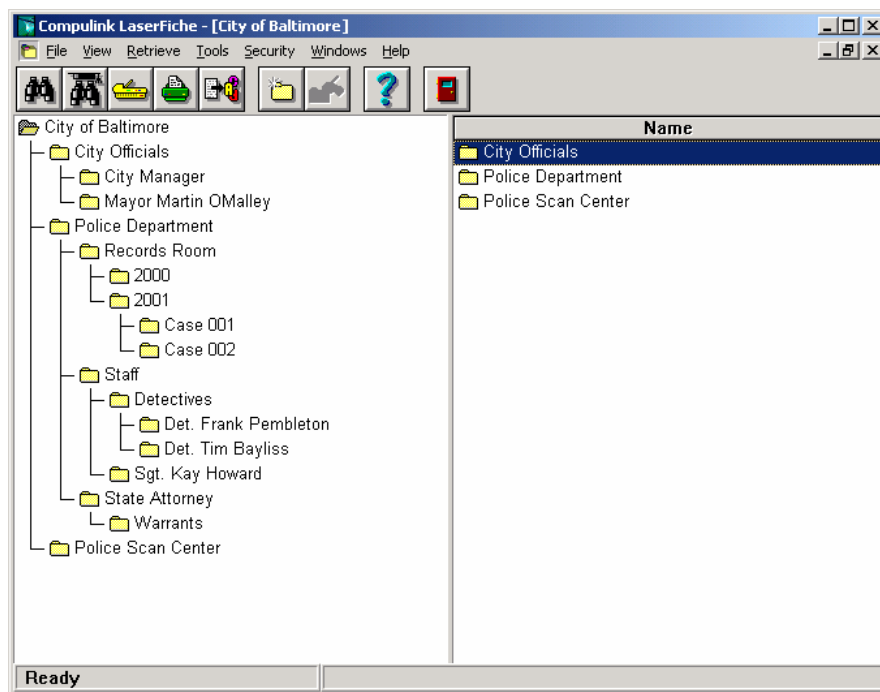 Compulink LaserFiche - [City of Baltimore]
File View Retrieve Tools Security Windows Help
City of Baltimore
City Officials
City Manager
Mayor Martin OMalley
Police Department
Records Room
2000
2001
Case 001
Case 002
Staff
Detectives
Det. Frank Pembleton
Det. Tim Bayliss
Sgt. Kay Howard
State Attorney
Warrants
Police Scan Center
Name
City Officials
Police Department
Police Scan Center
Ready